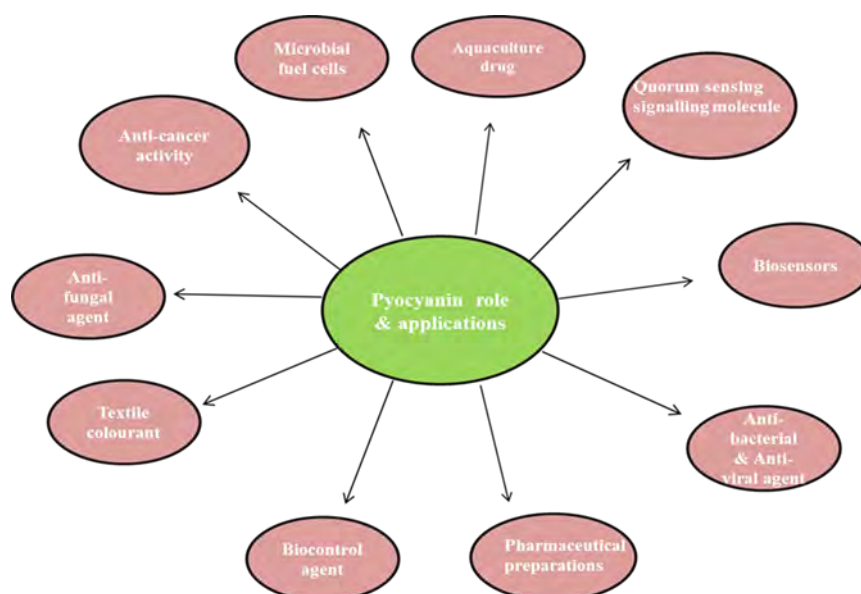 Microbial
fuel cells
Aquaculture
drug
Quorum sensing
signalling molecule
Anti-cancer
activity
Biosensors
Anti-
fungal
agent
Pyocyanin role
& applications
Textile
colourant
Anti-
bacterial
& Anti-
viral agent
Biocontrol
agent
Pharmaceutical
preparations